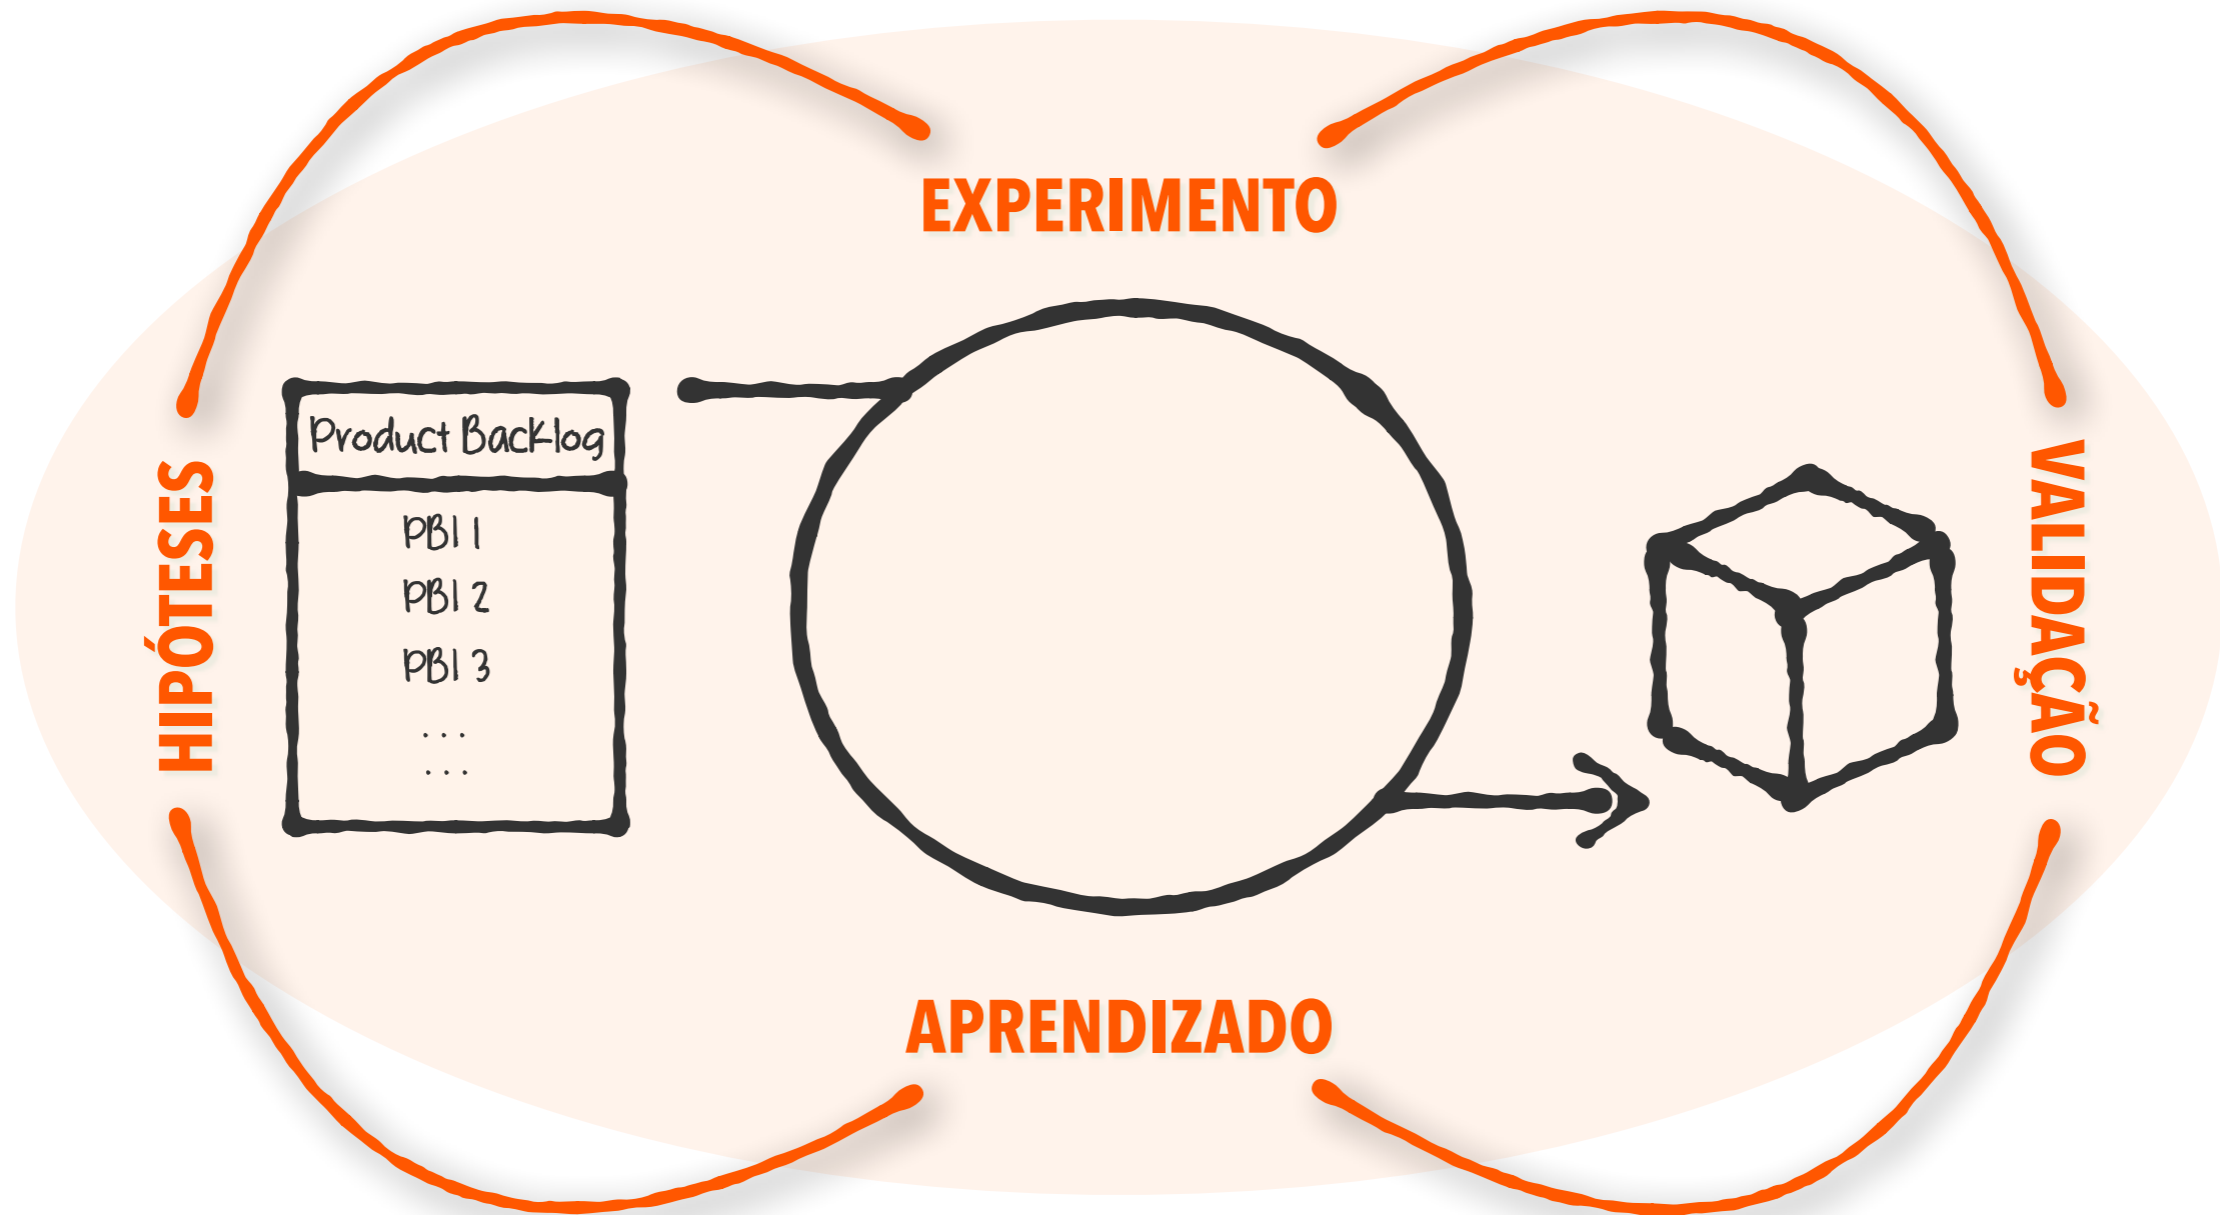 EXPERIMENTO
HIPÓTESES
Product Backlog
PBI 1
PBI 2
PBI 3
...
...
VALIDAÇÃO
APRENDIZADO